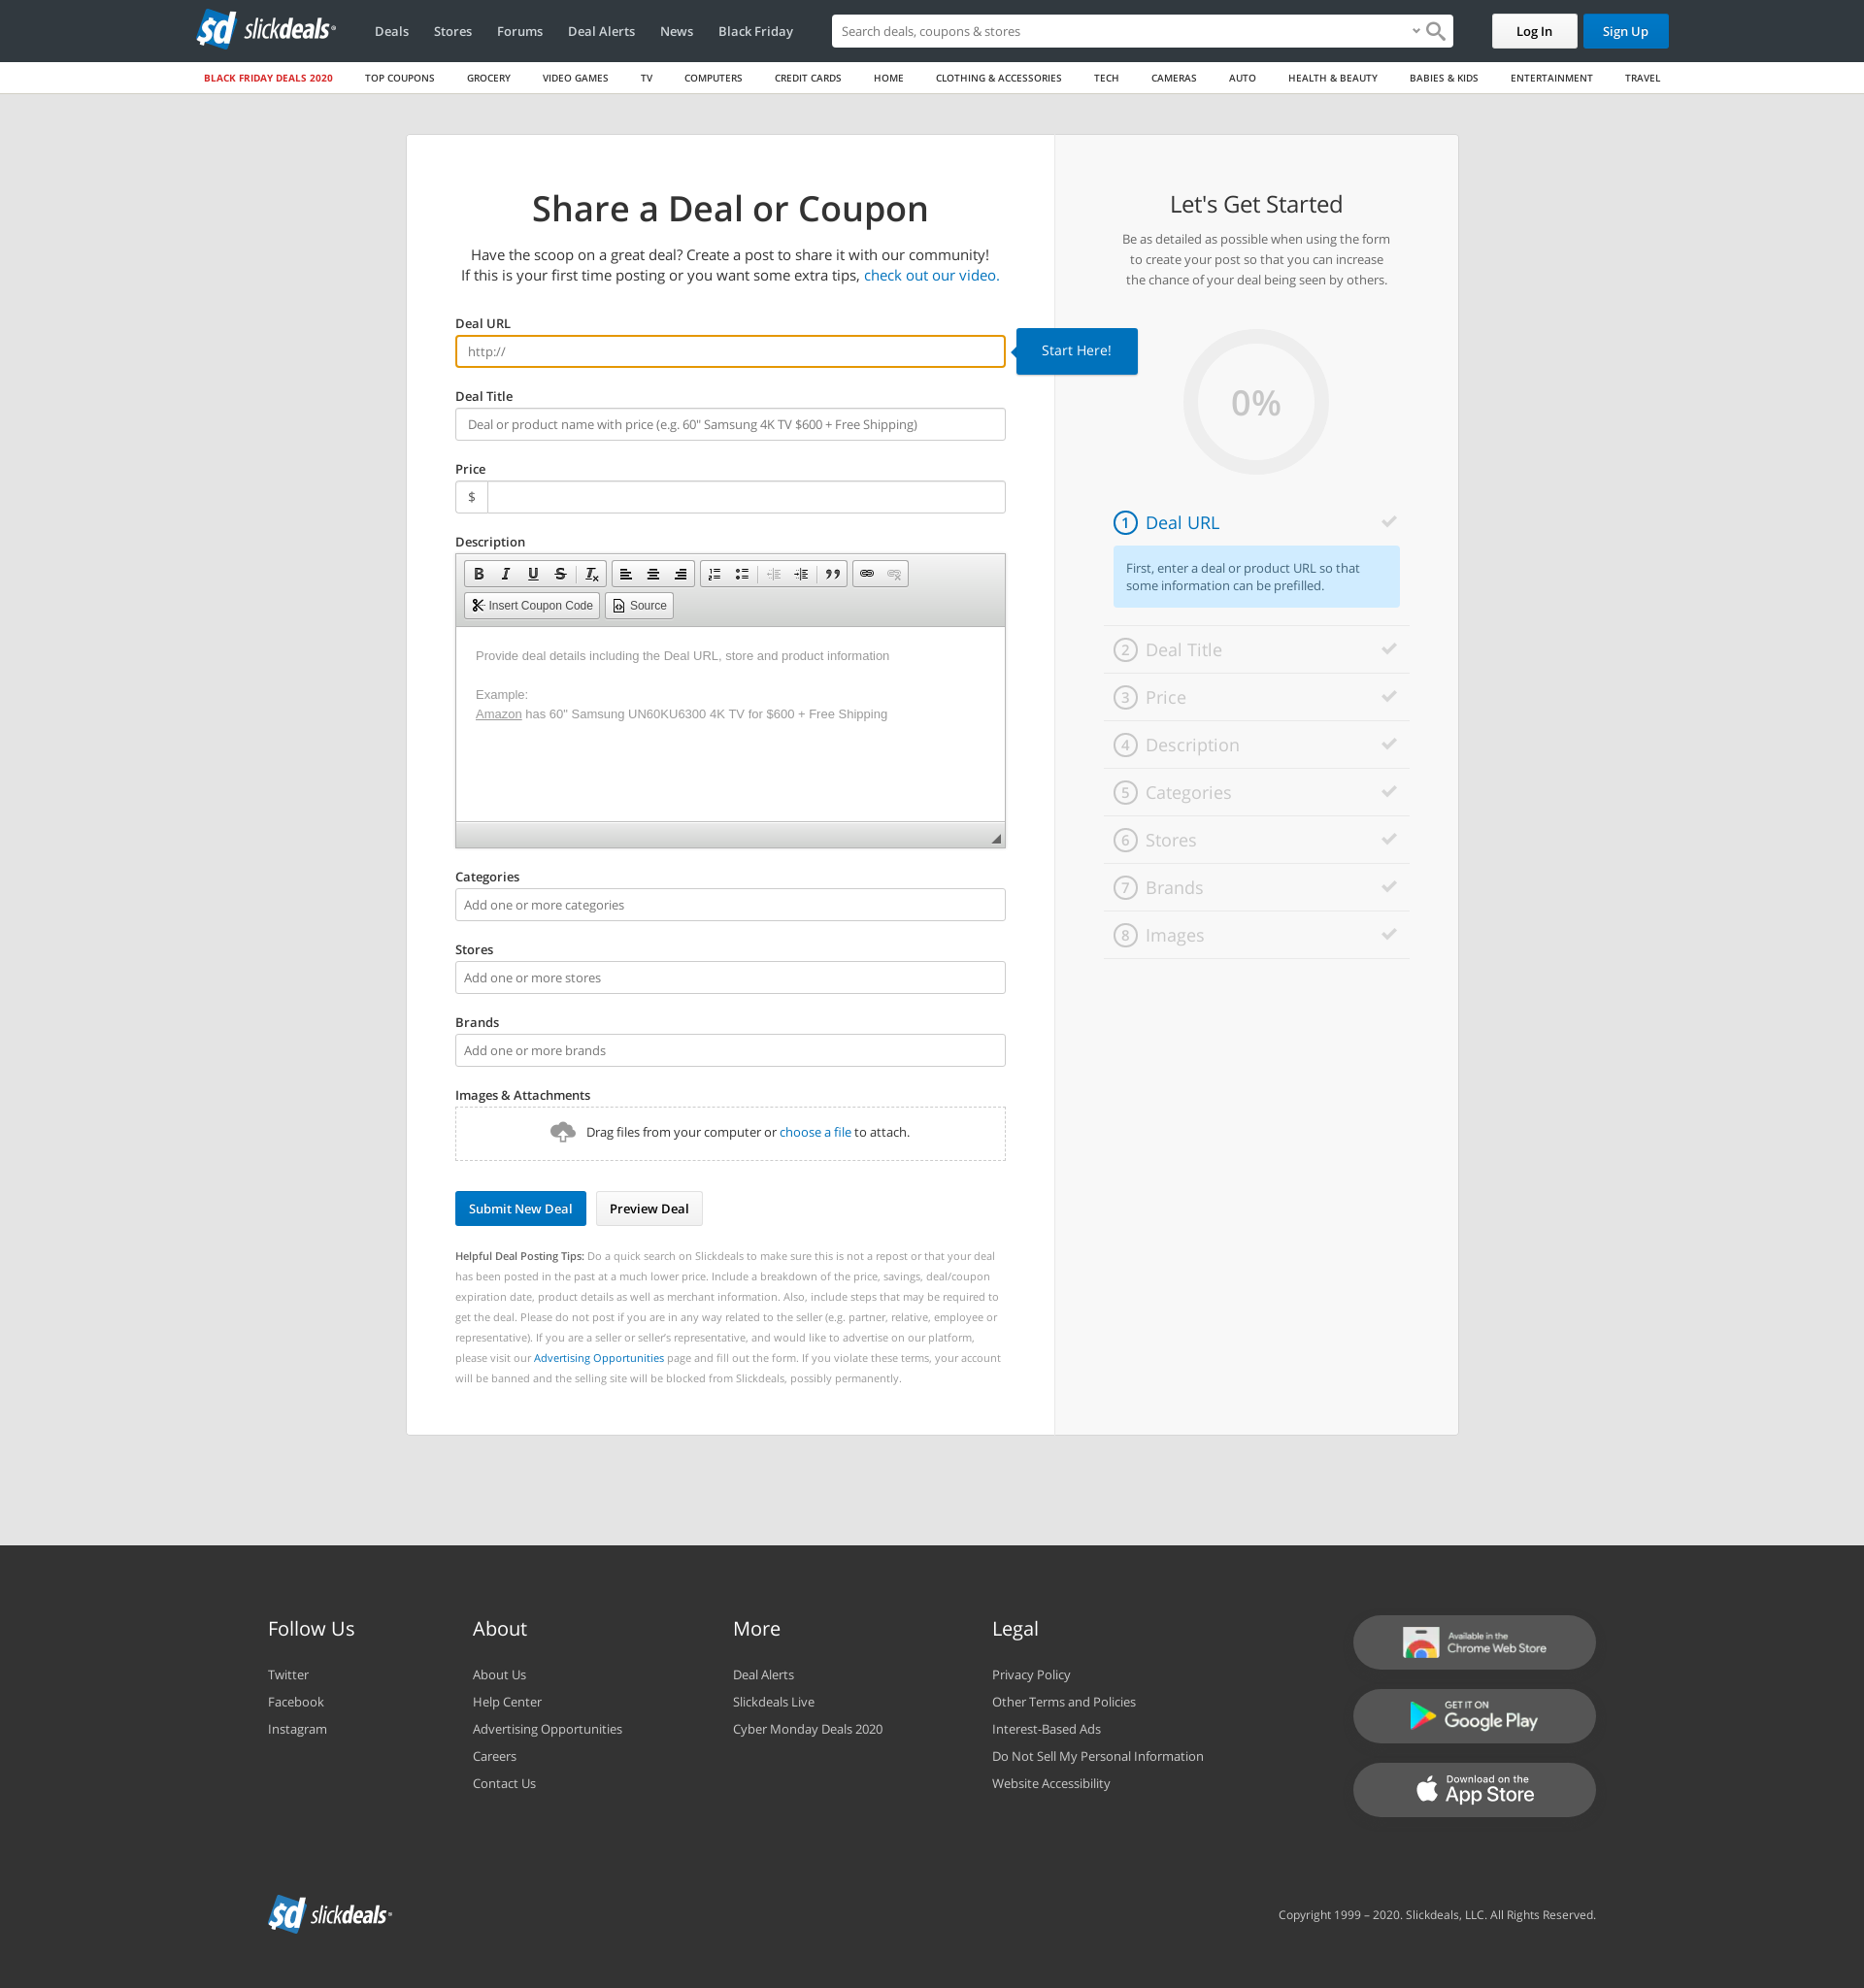 sd slickdeals Deals Stores Forums Deal Alerts News Black Friday Search deals, coupons & stores Log In Sign Up
BLACK FRIDAY DEALS 2020 TOP COUPONS GROCERY VIDEO GAMES TV COMPUTERS CREDIT CARDS HOME CLOTHING & ACCESSORIES TECH CAMERAS AUTO HEALTH & BEAUTY BABIES & KIDS ENTERTAINMENT TRAVEL
Share a Deal or Coupon
Have the scoop on a great deal? Create a post to share it with our community!
If this is your first time posting or you want some extra tips, check out our video.
Deal URL
http://
Start Here!
Deal Title
Deal or product name with price (e.g. 60" Samsung 4K TV $600 + Free Shipping)
Price
$
Description
B I U S Tx
Insert Coupon Code Source
Provide deal details including the Deal URL, store and product information
Example:
Amazon has 60" Samsung UN60KU6300 4K TV for $600 + Free Shipping
Categories
Add one or more categories
Stores
Add one or more stores
Brands
Add one or more brands
Images & Attachments
Drag files from your computer or choose a file to attach.
Submit New Deal Preview Deal
Helpful Deal Posting Tips: Do a quick search on Slickdeals to make sure this is not a repost or that your deal
has been posted in the past at a much lower price. Include a breakdown of the price, savings, deal/coupon
expiration date, product details as well as merchant information. Also, include steps that may be required to
get the deal. Please do not post if you are in any way related to the seller (e.g. partner, relative, employee or
representative). If you are a seller or seller's representative, and would like to advertise on our platform,
please visit our Advertising Opportunities page and fill out the form. If you violate these terms, your account
will be banned and the selling site will be blocked from Slickdeals, possibly permanently.
Let's Get Started
Be as detailed as possible when using the form
to create your post so that you can increase
the chance of your deal being seen by others.
0%
1 Deal URL
First, enter a deal or product URL so that
some information can be prefilled.
2 Deal Title
3 Price
4 Description
5 Categories
6 Stores
7 Brands
8 Images
Follow Us
Twitter
Facebook
Instagram
About
About Us
Help Center
Advertising Opportunities
Careers
Contact Us
More
Deal Alerts
Slickdeals Live
Cyber Monday Deals 2020
Legal
Privacy Policy
Other Terms and Policies
Interest-Based Ads
Do Not Sell My Personal Information
Website Accessibility
Available in the
Chrome Web Store
GET IT ON
Google Play
Download on the
App Store
sd slickdeals
Copyright 1999 – 2020. Slickdeals, LLC. All Rights Reserved.